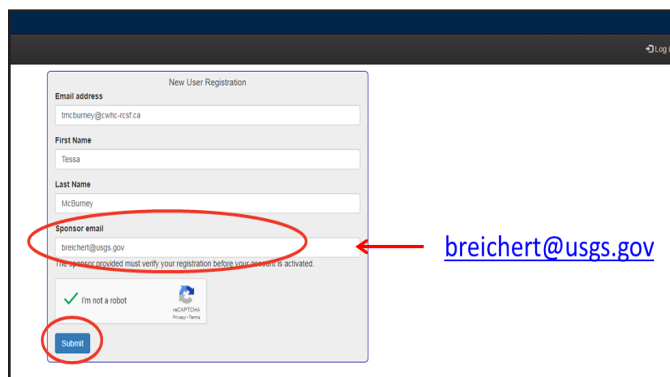 Log i
New User Registration
Email address
tmcburney@cwhc-rcsf.ca
First Name
Tessa
Last Name
McBurney
Sponsor email
breichert@usgs.gov
breichert@usgs.gov
The sponsor provided must verify your registration before your account is activated.
I'm not a robot
reCAPTCHA
Privacy - Terms
Submit